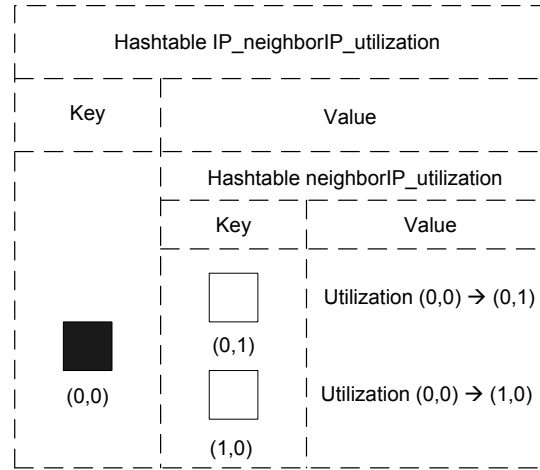 Hashtable IP_neighborIP_utilization
Key Value
Hashtable neighborIP_utilization
Key Value
Utilization (0,0) → (0,1)
(0,1)
(0,0) Utilization (0,0) → (1,0)
(1,0)